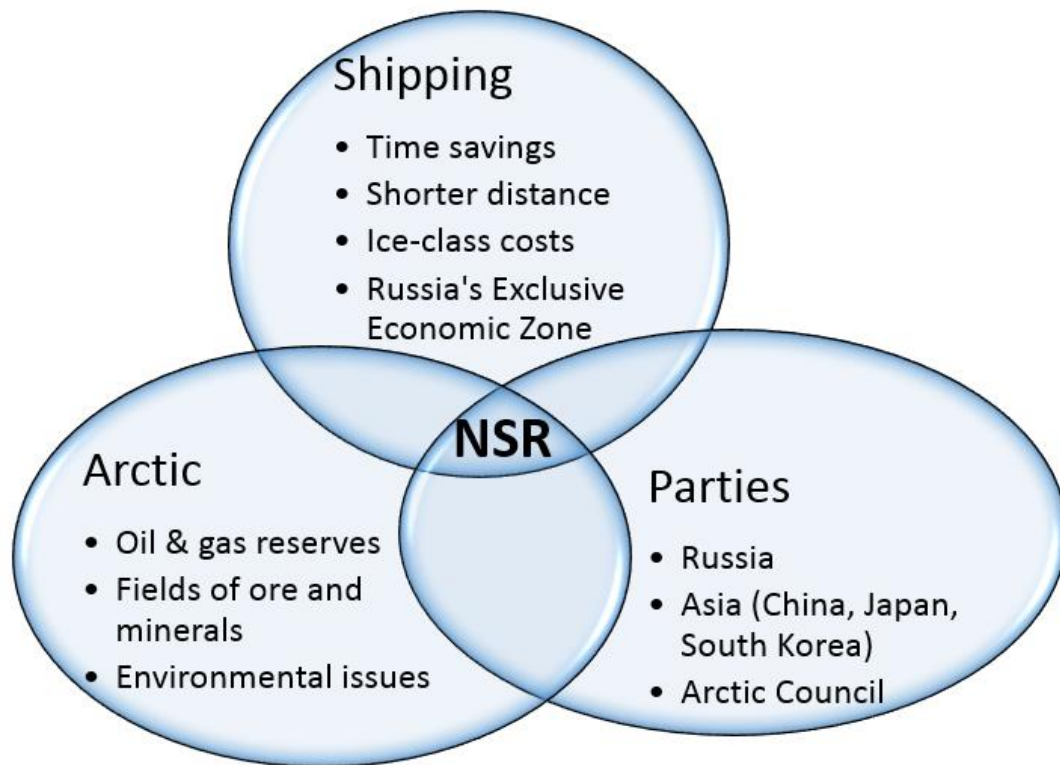 Shipping
• Time savings
• Shorter distance
• Ice-class costs
• Russia's Exclusive
Economic Zone
NSR
Arctic
• Oil & gas reserves
• Fields of ore and
minerals
• Environmental issues
Parties
• Russia
• Asia (China, Japan,
South Korea)
• Arctic Council